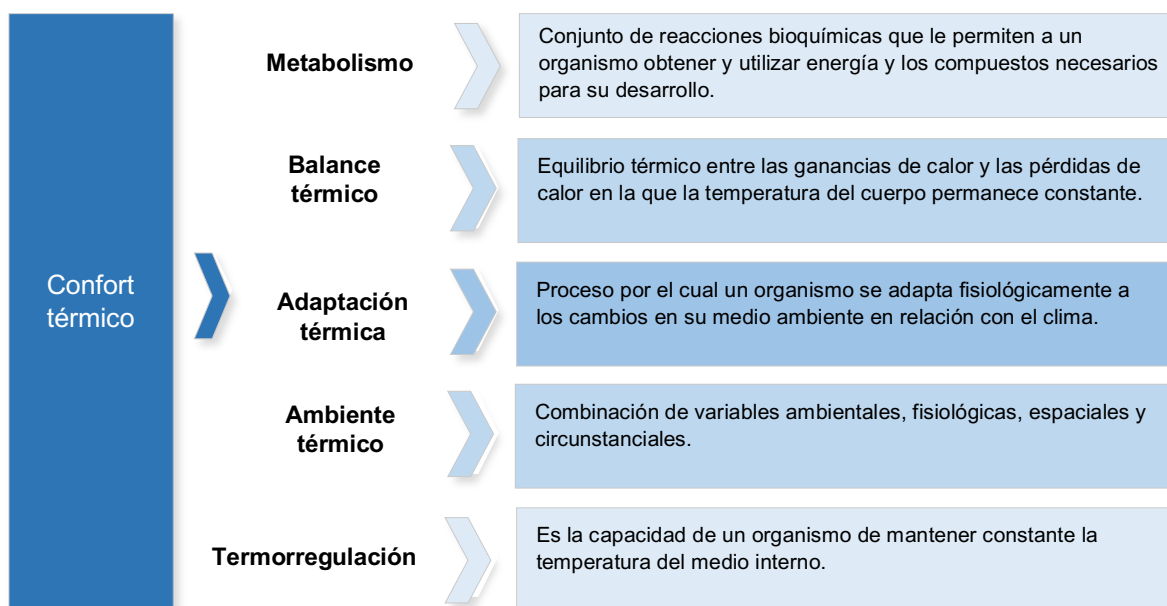 Confort
térmico
Metabolismo
Conjunto de reacciones bioquímicas que le permiten a un
organismo obtener y utilizar energía y los compuestos necesarios
para su desarrollo.
Balance
térmico
Equilibrio térmico entre las ganancias de calor y las pérdidas de
calor en la que la temperatura del cuerpo permanece constante.
Adaptación
térmica
Proceso por el cual un organismo se adapta fisiológicamente a
los cambios en su medio ambiente en relación con el clima.
Ambiente
térmico
Combinación de variables ambientales, fisiológicas, espaciales y
circunstanciales.
Termorregulación
Es la capacidad de un organismo de mantener constante la
temperatura del medio interno.